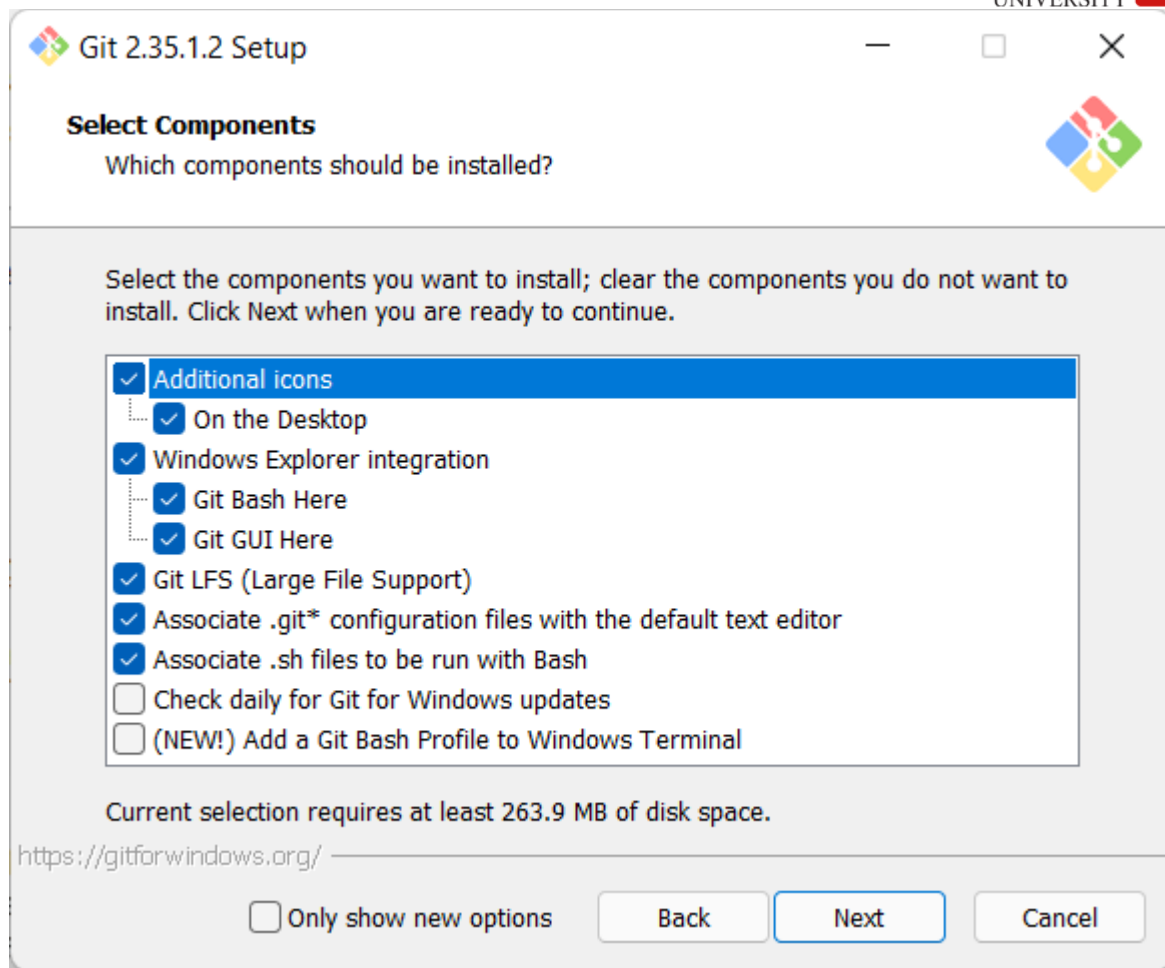 UNIVERSITY
Git 2.35.1.2 Setup
Select Components
Which components should be installed?
Select the components you want to install; clear the components you do not want to
install. Click Next when you are ready to continue.
Additional icons
On the Desktop
Windows Explorer integration
Git Bash Here
Git GUI Here
Git LFS (Large File Support)
Associate .git* configuration files with the default text editor
Associate .sh files to be run with Bash
Check daily for Git for Windows updates
(NEW!) Add a Git Bash Profile to Windows Terminal
Current selection requires at least 263.9 MB of disk space.
https://gitforwindows.org/
Only show new options Back Next Cancel